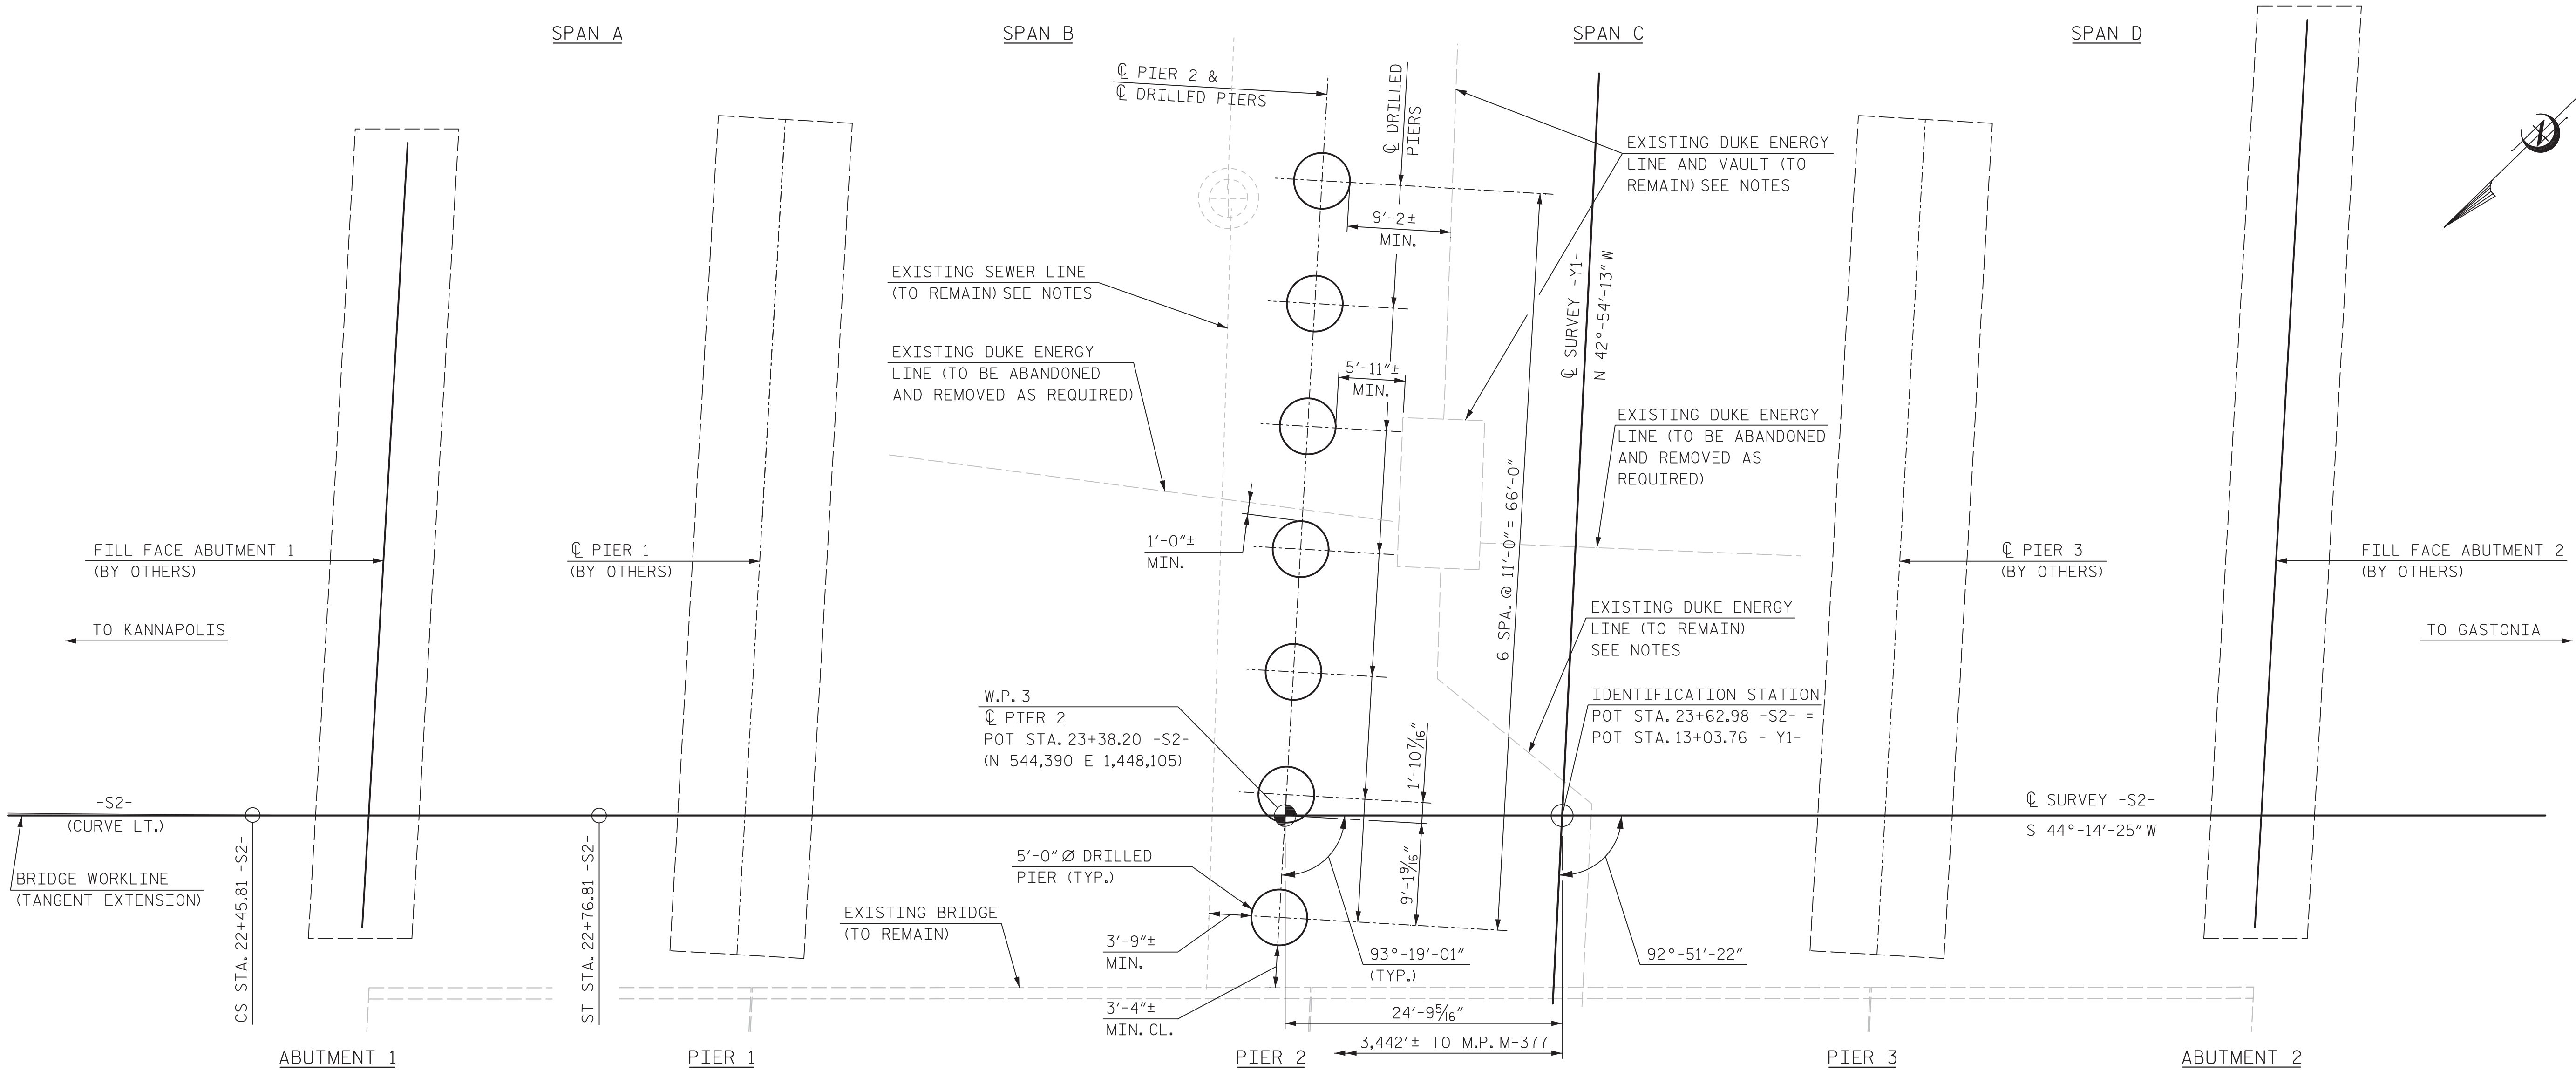 SPAN A
SPAN B
SPAN C
SPAN D
℄ PIER 2 &
℄ DRILLED PIERS
℄ DRILLED
PIERS
EXISTING DUKE ENERGY
LINE AND VAULT (TO
REMAIN) SEE NOTES
9'-2±
MIN.
EXISTING SEWER LINE
(TO REMAIN) SEE NOTES
℄ SURVEY -Y1-
N 42°-54'-13" W
EXISTING DUKE ENERGY
LINE (TO BE ABANDONED
AND REMOVED AS REQUIRED)
5'-11"±
MIN.
EXISTING DUKE ENERGY
LINE (TO BE ABANDONED
AND REMOVED AS
REQUIRED)
6 SPA. @ 11'-0" = 66'-0"
1'-0"±
MIN.
FILL FACE ABUTMENT 1
(BY OTHERS)
℄ PIER 1
(BY OTHERS)
℄ PIER 3
(BY OTHERS)
FILL FACE ABUTMENT 2
(BY OTHERS)
TO KANNAPOLIS
TO GASTONIA
EXISTING DUKE ENERGY
LINE (TO REMAIN)
SEE NOTES
W.P. 3
℄ PIER 2
POT STA. 23+38.20 -S2-
(N 544,390 E 1,448,105)
1'-10 7/16"
IDENTIFICATION STATION
POT STA. 23+62.98 -S2- =
POT STA. 13+03.76 - Y1-
-S2-
(CURVE LT.)
℄ SURVEY -S2-
S 44°-14'-25" W
BRIDGE WORKLINE
(TANGENT EXTENSION)
CS STA. 22+45.81 -S2-
ST STA. 22+76.81 -S2-
5'-0" Ø DRILLED
PIER (TYP.)
9'-1 9/16"
EXISTING BRIDGE
(TO REMAIN)
3'-9"±
MIN.
93°-19'-01"
(TYP.)
92°-51'-22"
3'-4"±
MIN. CL.
24'-9 5/16"
3,442'± TO M.P. M-377
ABUTMENT 1
PIER 1
PIER 2
PIER 3
ABUTMENT 2